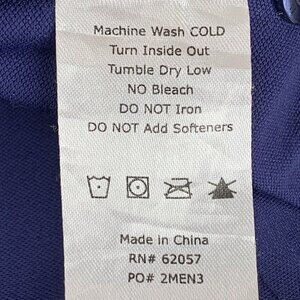 Machine Wash COLD
Turn Inside Out
Tumble Dry Low
NO Bleach
DO NOT Iron
DO NOT Add Softeners
Made in China
RN# 62057
PO# 2MEN3